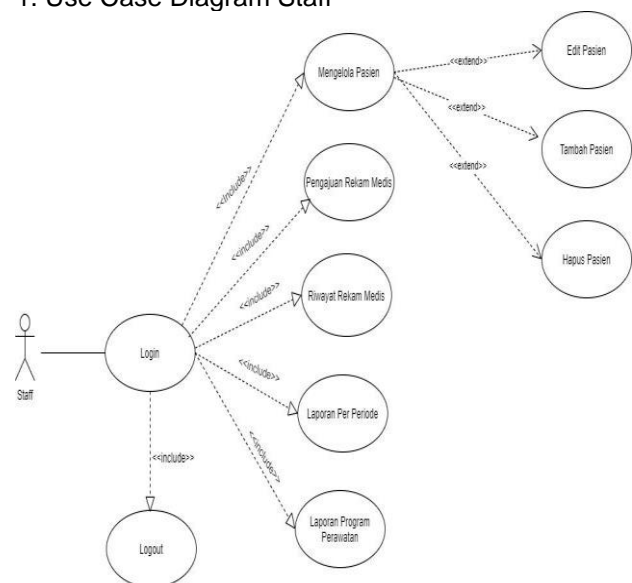 1. Use Case Diagram Staff
Mengelola Pasien
<<extend>>
Edit Pasien
<<extend>>
Tambah Pasien
<<extend>>
Hapus Pasien
<<include>>
Pengajuan Rekam Medis
<<include>>
Riwayat Rekam Medis
<<include>>
Staff
Login
<<include>>
Laporan Per Periode
<<include>>
Laporan Program
Perawatan
<<include>>
Logout